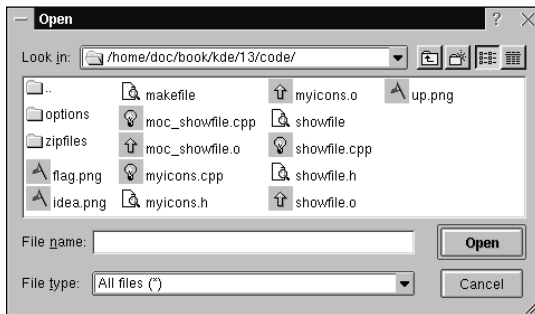 Open
Look in: /home/doc/book/kde/13/code/
.. makefile myicons.o up.png
options moc_showfile.cpp showfile
zipfiles moc_showfile.o showfile.cpp
flag.png myicons.cpp showfile.h
idea.png myicons.h showfile.o
File name: Open
File type: All files (*) Cancel